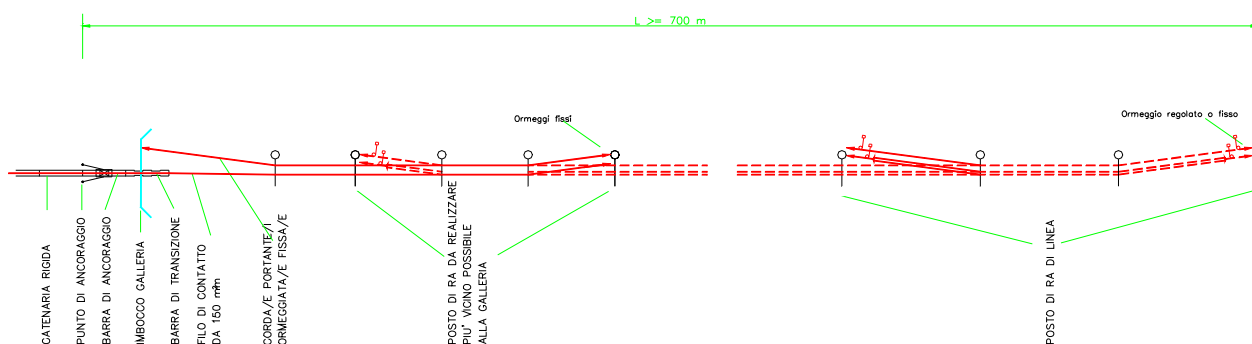 L >= 700 m
Ormeggi fissi
Ormeggio regolato o fisso
CATENARIA RIGIDA
PUNTO DI ANCORAGGIO
BARRA DI ANCORAGGIO
IMBOCCO GALLERIA
BARRA DI TRANSIZIONE
FILO DI CONTATTO
DA 150 mm²
CORDA/E PORTANTE/I
ORMEGGIATA/E FISSA/E
POSTO DI RA DA REALIZZARE
PIU' VICINO POSSIBILE
ALLA GALLERIA
POSTO DI RA DI LINEA